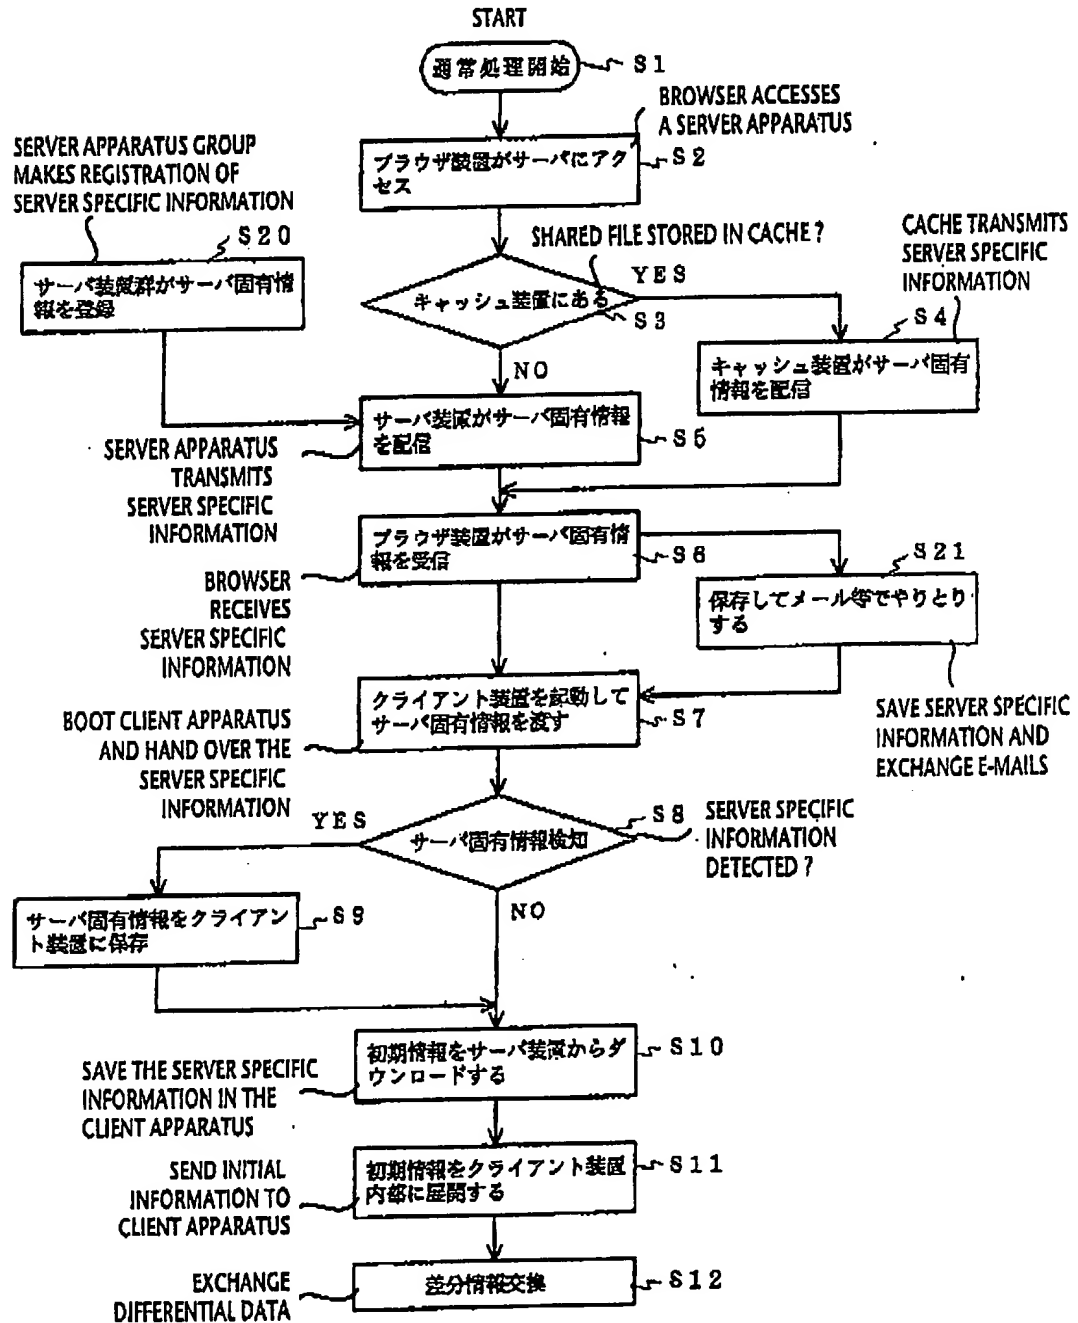 START
通常処理開始
S1
BROWSER ACCESSES
A SERVER APPARATUS
ブラウザ装置がサーバにアク
セス
S2
SERVER APPARATUS GROUP
MAKES REGISTRATION OF
SERVER SPECIFIC INFORMATION
S20
サーバ装置群がサーバ固有情
報を登録
SHARED FILE STORED IN CACHE ?
キャッシュ装置にある
S3
YES
NO
CACHE TRANSMITS
SERVER SPECIFIC
INFORMATION
S4
キャッシュ装置がサーバ固有
情報を配信
サーバ装置がサーバ固有情報
を配信
S5
SERVER APPARATUS
TRANSMITS
SERVER SPECIFIC
INFORMATION
ブラウザ装置がサーバ固有情
報を受信
S6
BROWSER
RECEIVES
SERVER SPECIFIC
INFORMATION
S21
保存してメール等でやりとり
する
SAVE SERVER SPECIFIC
INFORMATION AND
EXCHANGE E-MAILS
クライアント装置を起動して
サーバ固有情報を渡す
S7
BOOT CLIENT APPARATUS
AND HAND OVER THE
SERVER SPECIFIC
INFORMATION
サーバ固有情報検知
S8
SERVER SPECIFIC
INFORMATION
DETECTED ?
YES
NO
サーバ固有情報をクライアン
ト装置に保存
S9
初期情報をサーバ装置からダ
ウンロードする
S10
SAVE THE SERVER SPECIFIC
INFORMATION IN THE
CLIENT APPARATUS
初期情報をクライアント装置
内部に展開する
S11
SEND INITIAL
INFORMATION TO
CLIENT APPARATUS
差分情報交換
S12
EXCHANGE
DIFFERENTIAL DATA